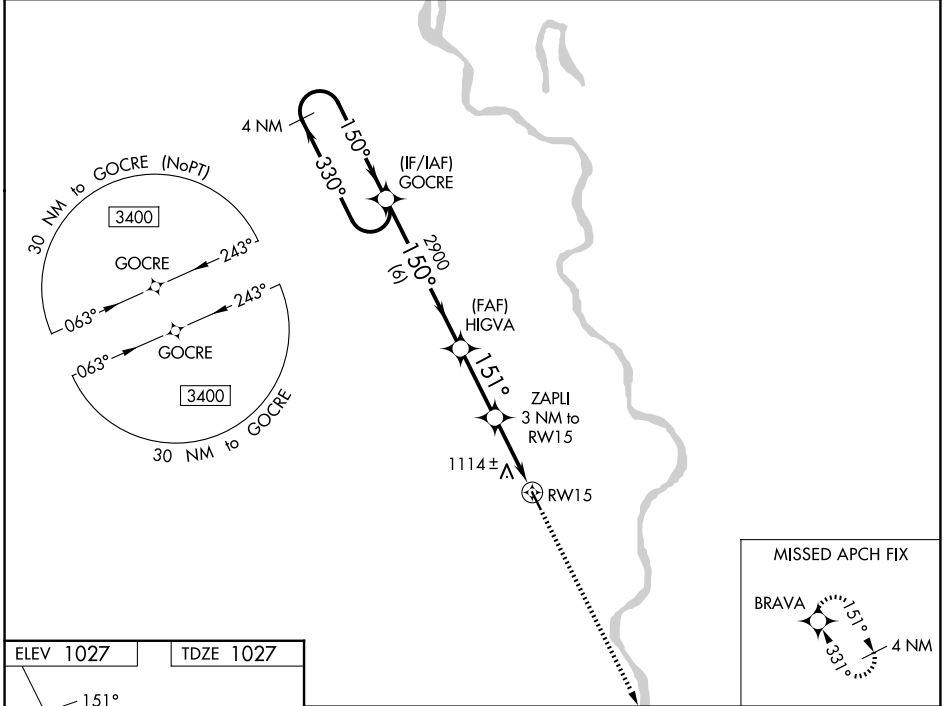 4 NM
150°
330°
(IF/IAF)
GOCRE
30 NM to GOCRE (NoPT)
3400
GOCRE
243°
063°
243°
063°
GOCRE
3400
30 NM to GOCRE
2900
150°
(6)
(FAF)
HIGVA
151°
ZAPLI
3 NM to
RW15
1114 ±
RW15
MISSED APCH FIX
BRAVA
151°
331°
4 NM
ELEV 1027
TDZE 1027
151°